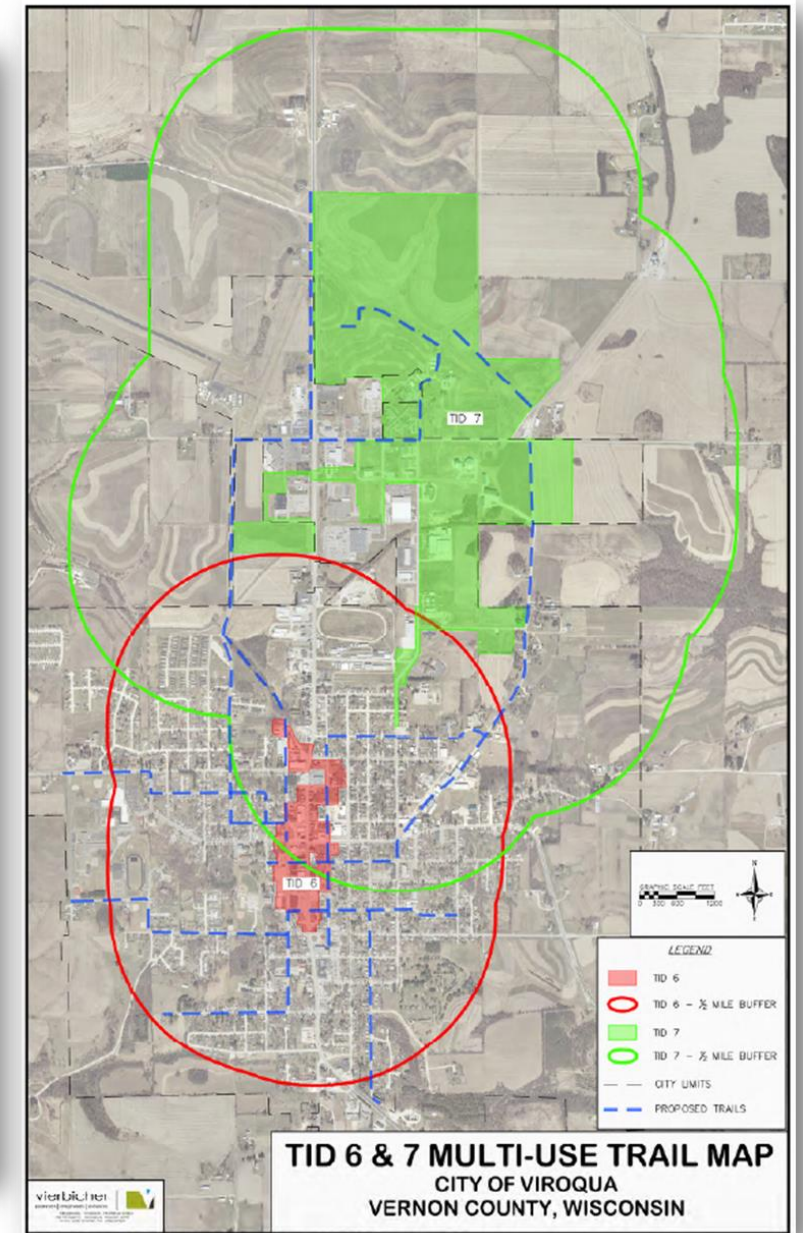 TID 7
TID 6
N
GRAPHIC SCALE FEET
0 300 600 1200
LEGEND
TID 6
TID 6 - ½ MILE BUFFER
TID 7
TID 7 - ½ MILE BUFFER
CITY LIMITS
PROPOSED TRAILS
TID 6 & 7 MULTI-USE TRAIL MAP
CITY OF VIROQUA
VERNON COUNTY, WISCONSIN
vierbicher